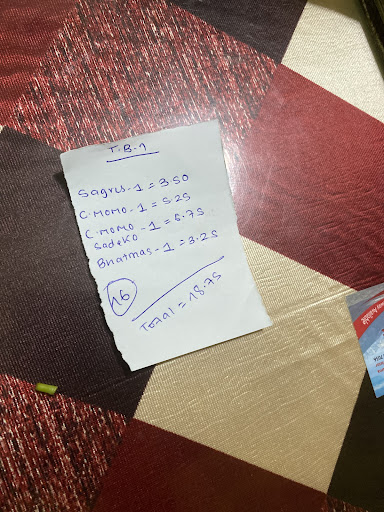 T.B.1
Sagres-1 = 3.50
C.MOMO-1 = 5.25
C.MOMO
Sadeko -1 = 6.75
Bhatmas-1 = 3.25
16
Total = 18.75